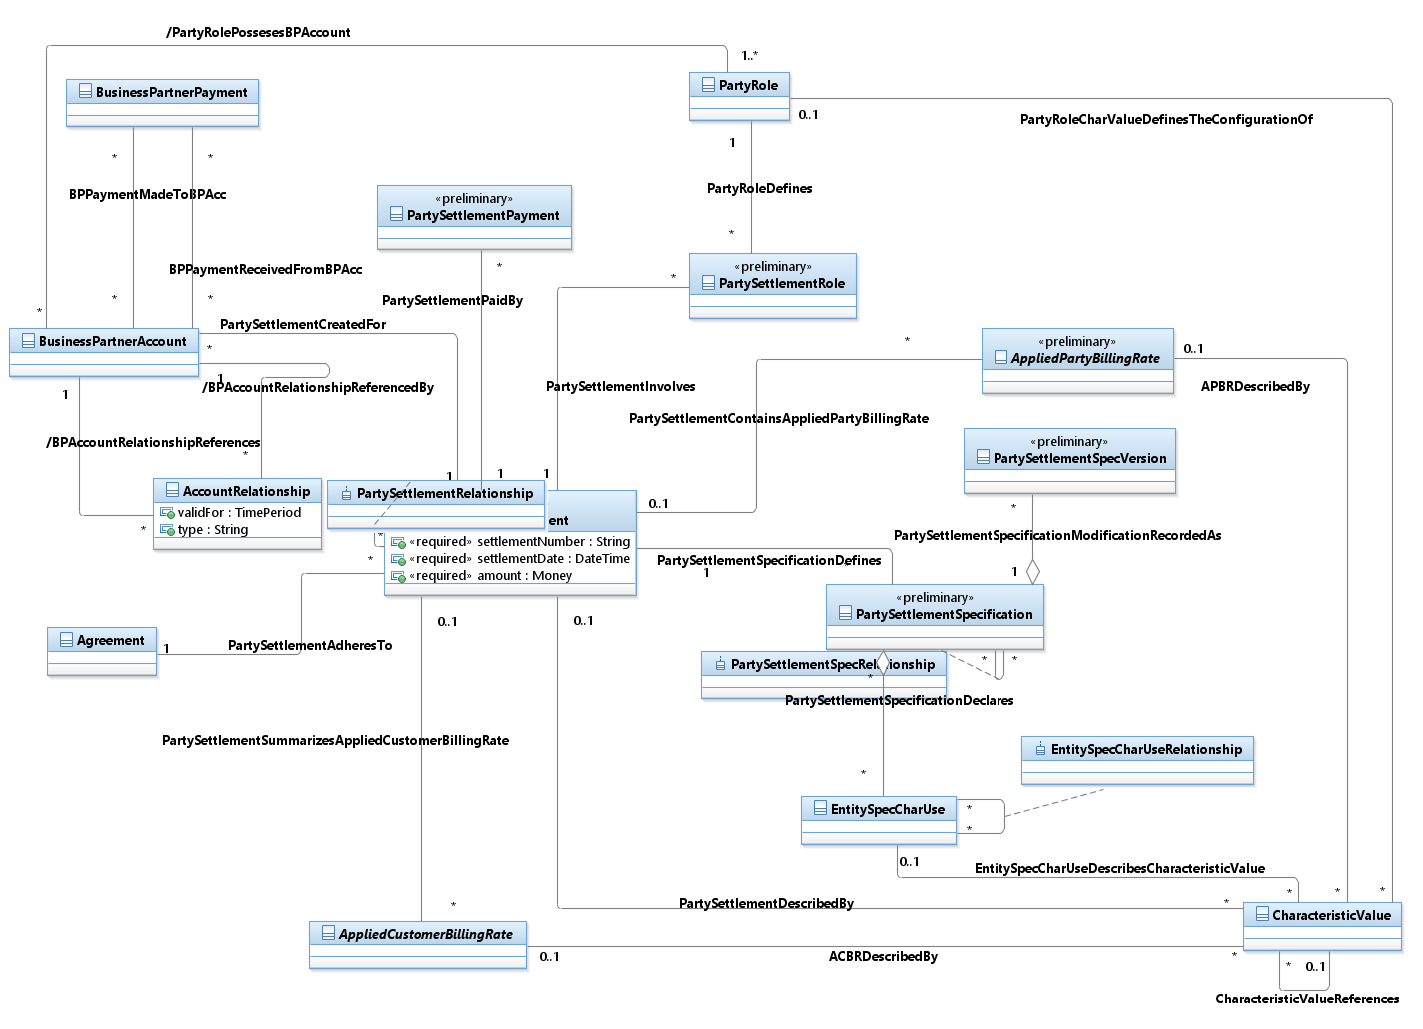 /PartyRolePossesesBPAccount
1..*
BusinessPartnerPayment
PartyRole
0..1
PartyRoleCharValueDefinesTheConfigurationOf
1
*
*
PartyRoleDefines
BPPaymentMadeToBPAcc
«preliminary»
PartySettlementPayment
*
*
«preliminary»
PartySettlementRole
BPPaymentReceivedFromBPAcc
*
*
*
*
PartySettlementPaidBy
*
PartySettlementCreatedFor
BusinessPartnerAccount
*
*
«preliminary»
AppliedPartyBillingRate
0..1
1
/BPAccountRelationshipReferencedBy
PartySettlementInvolves
APBRDescribedBy
1
PartySettlementContainsAppliedPartyBillingRate
/BPAccountRelationshipReferences
*
«preliminary»
PartySettlementSpecVersion
1
1
1
AccountRelationship
validFor : TimePeriod
type : String
*
PartySettlementRelationship
ent
0..1
*
*
*
«required» settlementNumber : String
«required» settlementDate : DateTime
«required» amount : Money
PartySettlementSpecificationModificationRecordedAs
PartySettlementSpecificationDefines
1
1
«preliminary»
PartySettlementSpecification
0..1
0..1
Agreement
1
PartySettlementAdheresTo
*
*
PartySettlementSpecRelationship
*
PartySettlementSpecificationDeclares
PartySettlementSummarizesAppliedCustomerBillingRate
EntitySpecCharUseRelationship
*
EntitySpecCharUse
*
*
0..1
EntitySpecCharUseDescribesCharacteristicValue
*
*
*
*
PartySettlementDescribedBy
*
CharacteristicValue
AppliedCustomerBillingRate
0..1
ACBRDescribedBy
*
*
0..1
CharacteristicValueReferences